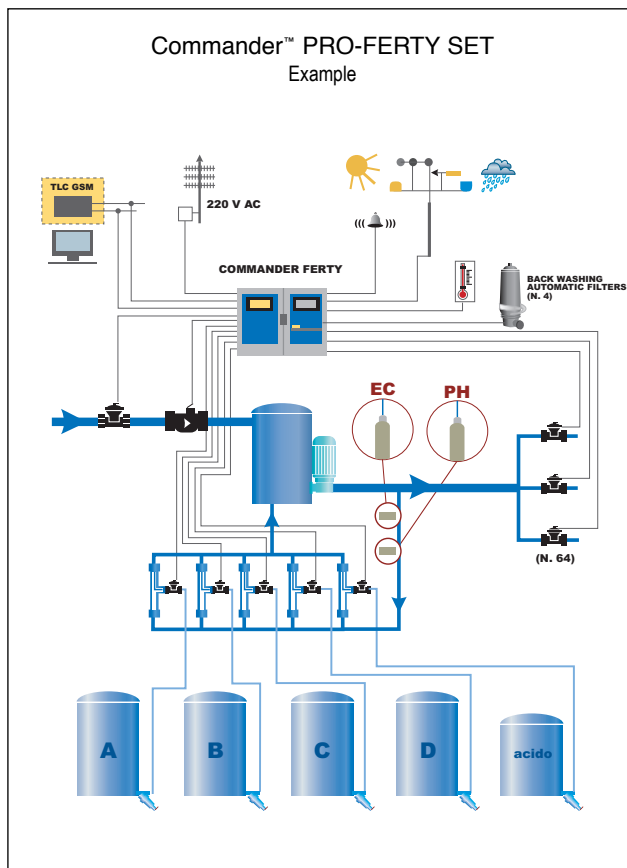 Commander™ PRO-FERTY SET
Example
TLC GSM
220 V AC
COMMANDER FERTY
BACK WASHING
AUTOMATIC FILTERS
(N. 4)
EC
PH
(N. 64)
A
B
C
D
acido